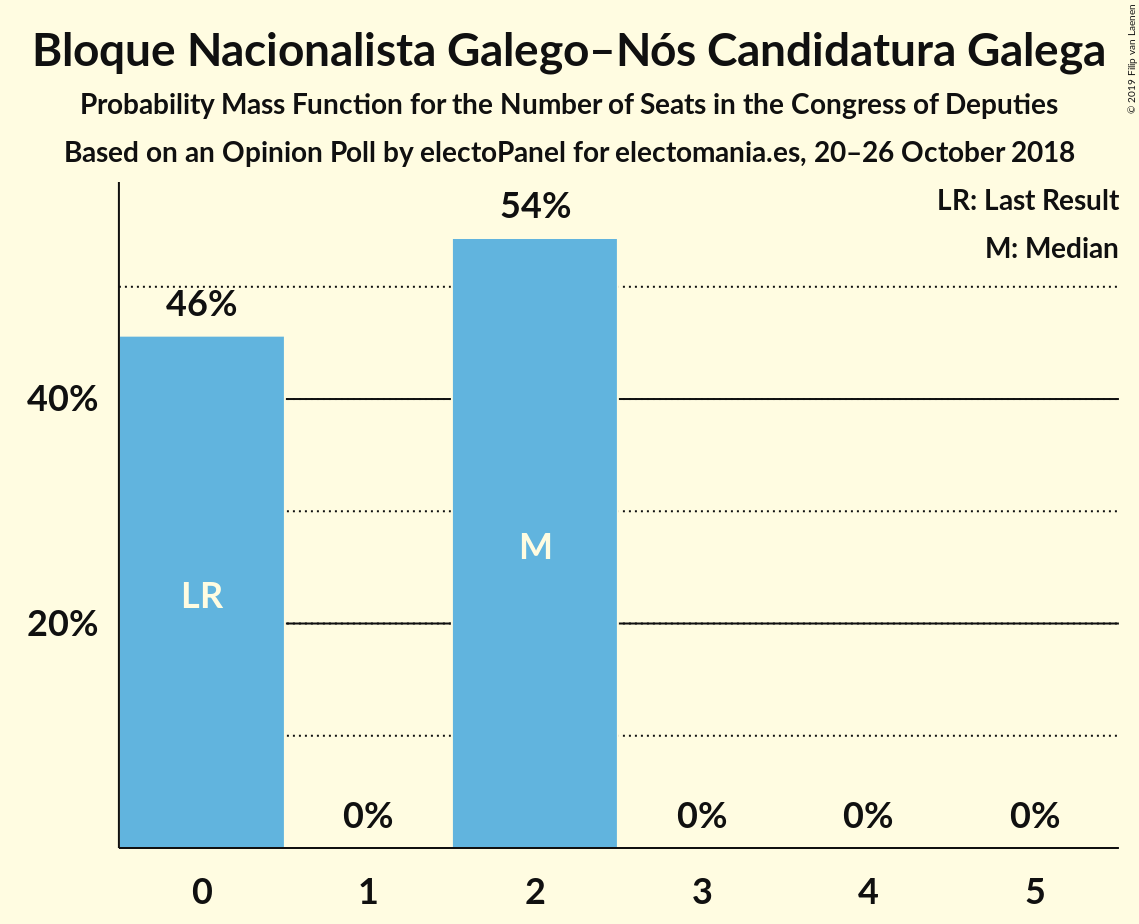 Bloque Nacionalista Galego–Nós Candidatura Galega
Probability Mass Function for the Number of Seats in the Congress of Deputies
Based on an Opinion Poll by electoPanel for electomania.es, 20–26 October 2018
© 2019 Filip van Laenen
LR: Last Result
M: Median
54%
46%
40%
M
LR
20%
0%
0%
0%
0%
0
1
2
3
4
5